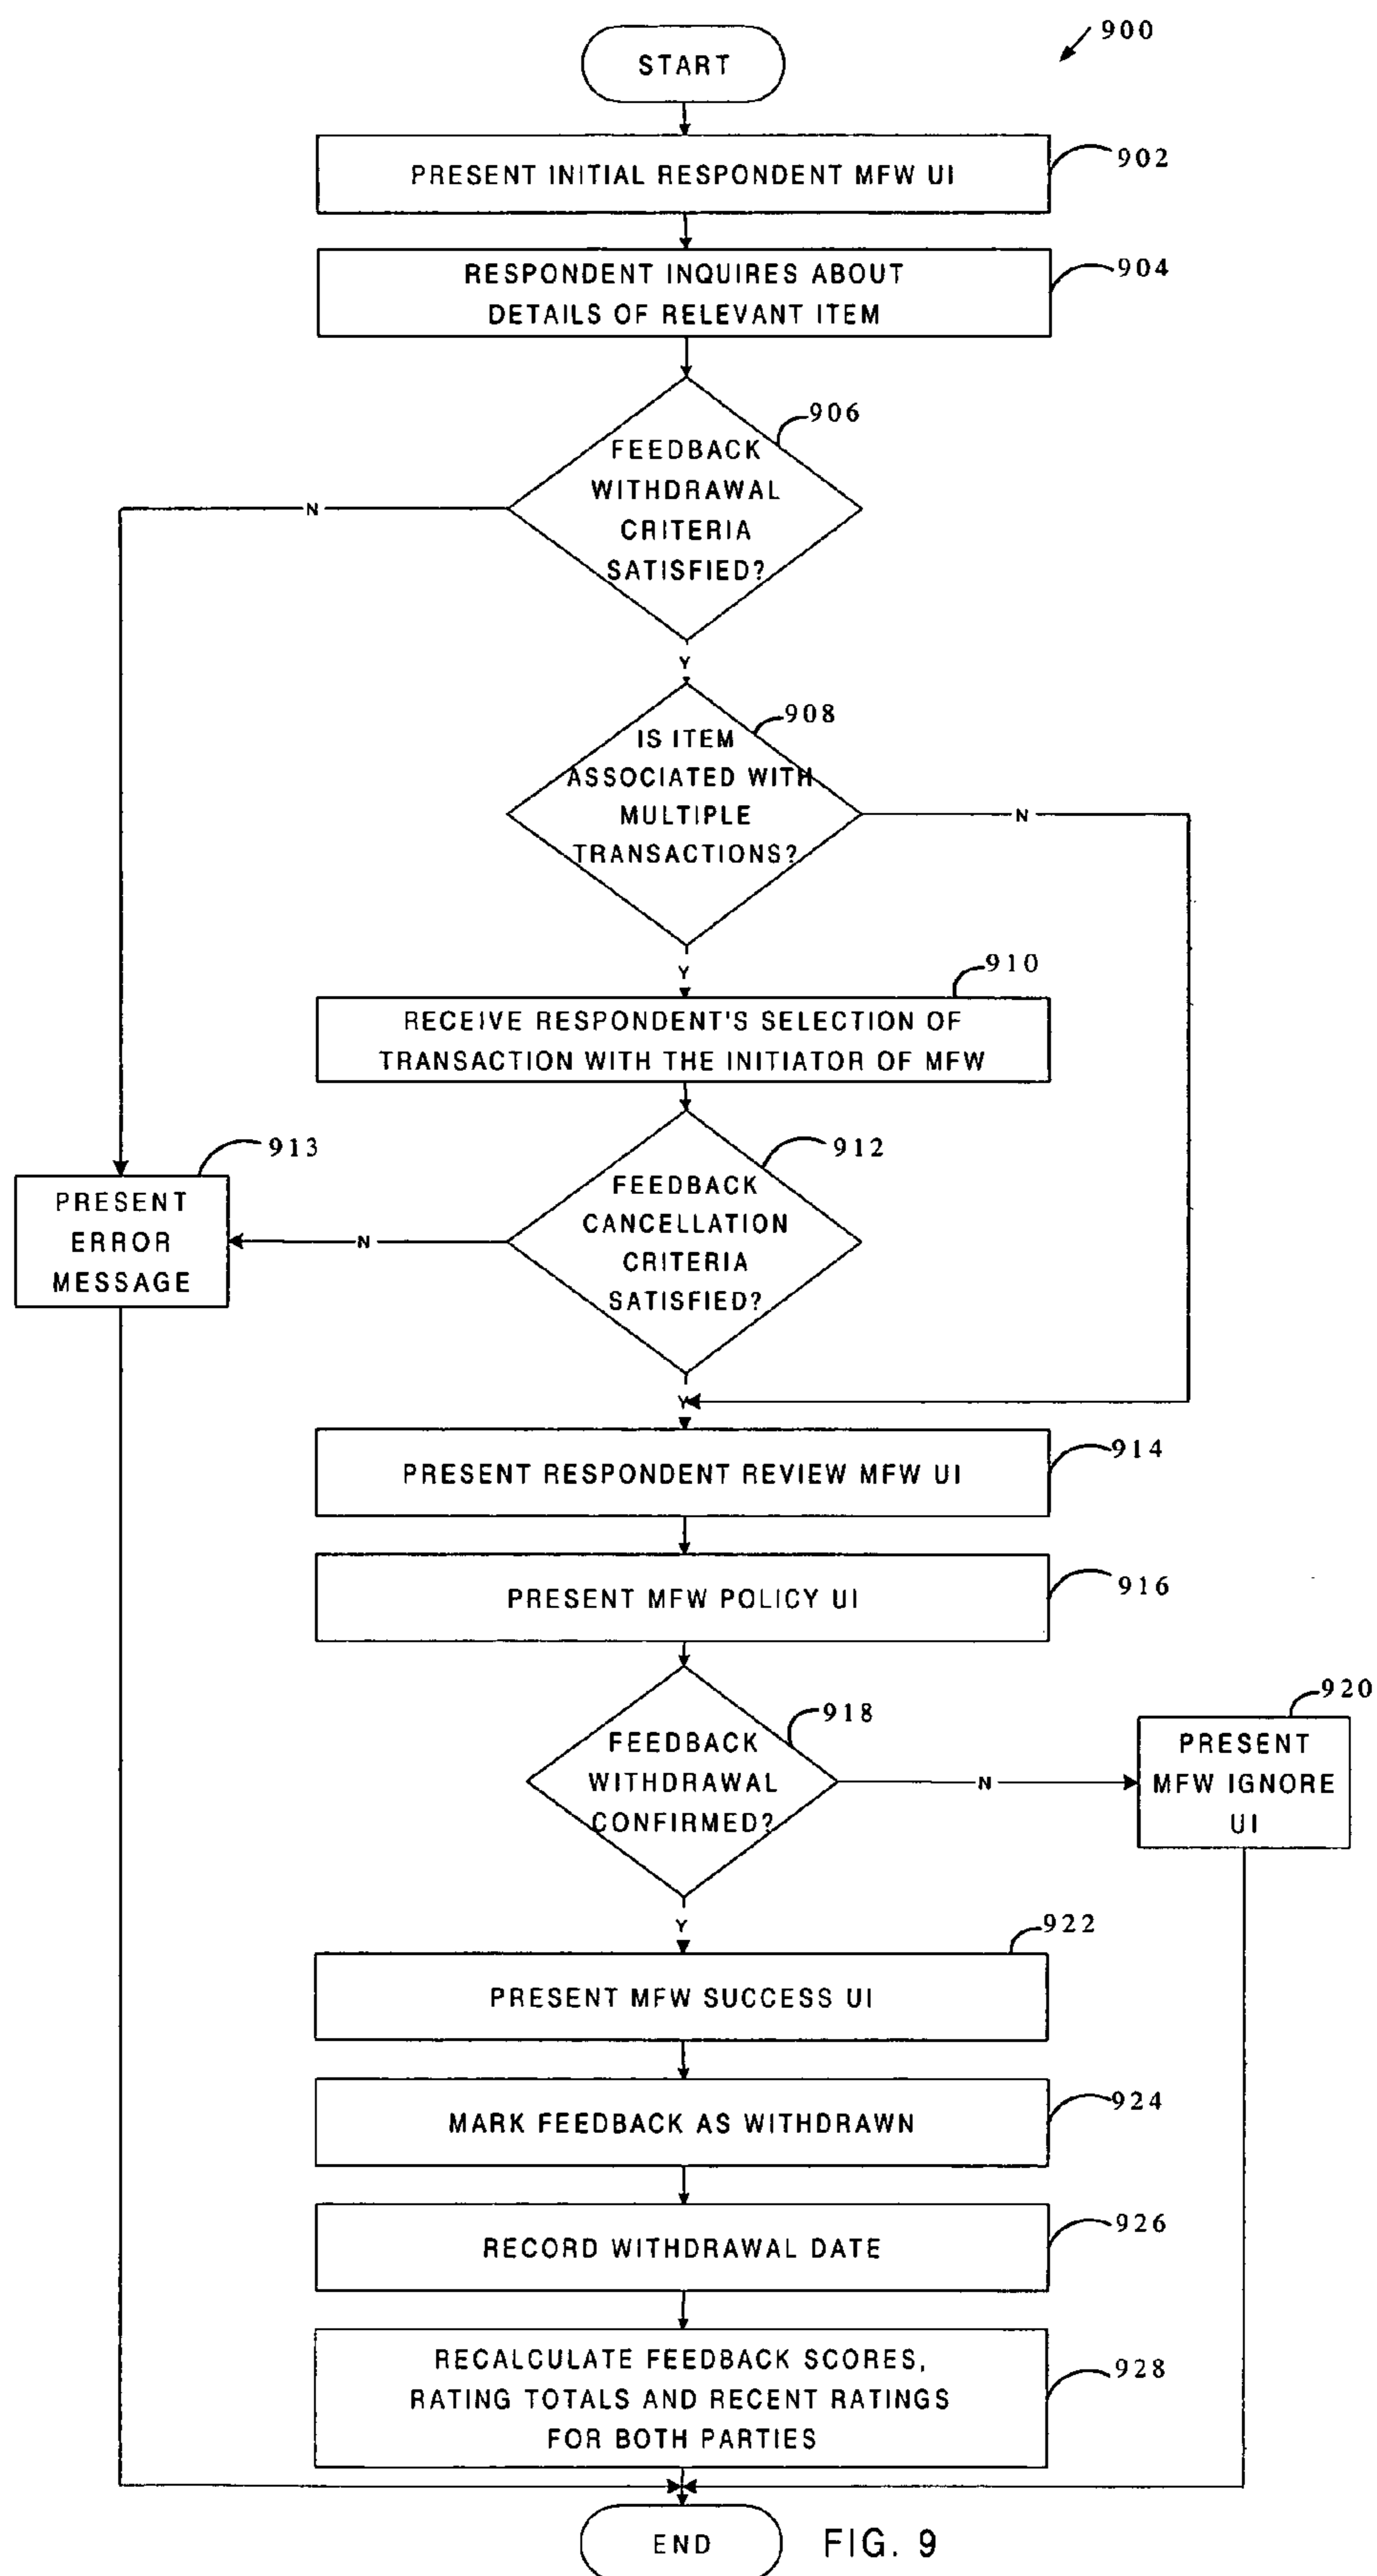 900
START
PRESENT INITIAL RESPONDENT MFW UI
902
RESPONDENT INQUIRES ABOUT
DETAILS OF RELEVANT ITEM
904
906
FEEDBACK
WITHDRAWAL
CRITERIA
SATISFIED?
N
Y
908
IS ITEM
ASSOCIATED WITH
MULTIPLE
TRANSACTIONS?
N
Y
910
RECEIVE RESPONDENT'S SELECTION OF
TRANSACTION WITH THE INITIATOR OF MFW
912
FEEDBACK
CANCELLATION
CRITERIA
SATISFIED?
N
913
PRESENT
ERROR
MESSAGE
Y
PRESENT RESPONDENT REVIEW MFW UI
914
PRESENT MFW POLICY UI
916
918
FEEDBACK
WITHDRAWAL
CONFIRMED?
N
920
PRESENT
MFW IGNORE
UI
Y
922
PRESENT MFW SUCCESS UI
MARK FEEDBACK AS WITHDRAWN
924
RECORD WITHDRAWAL DATE
926
RECALCULATE FEEDBACK SCORES,
RATING TOTALS AND RECENT RATINGS
FOR BOTH PARTIES
928
END
FIG. 9